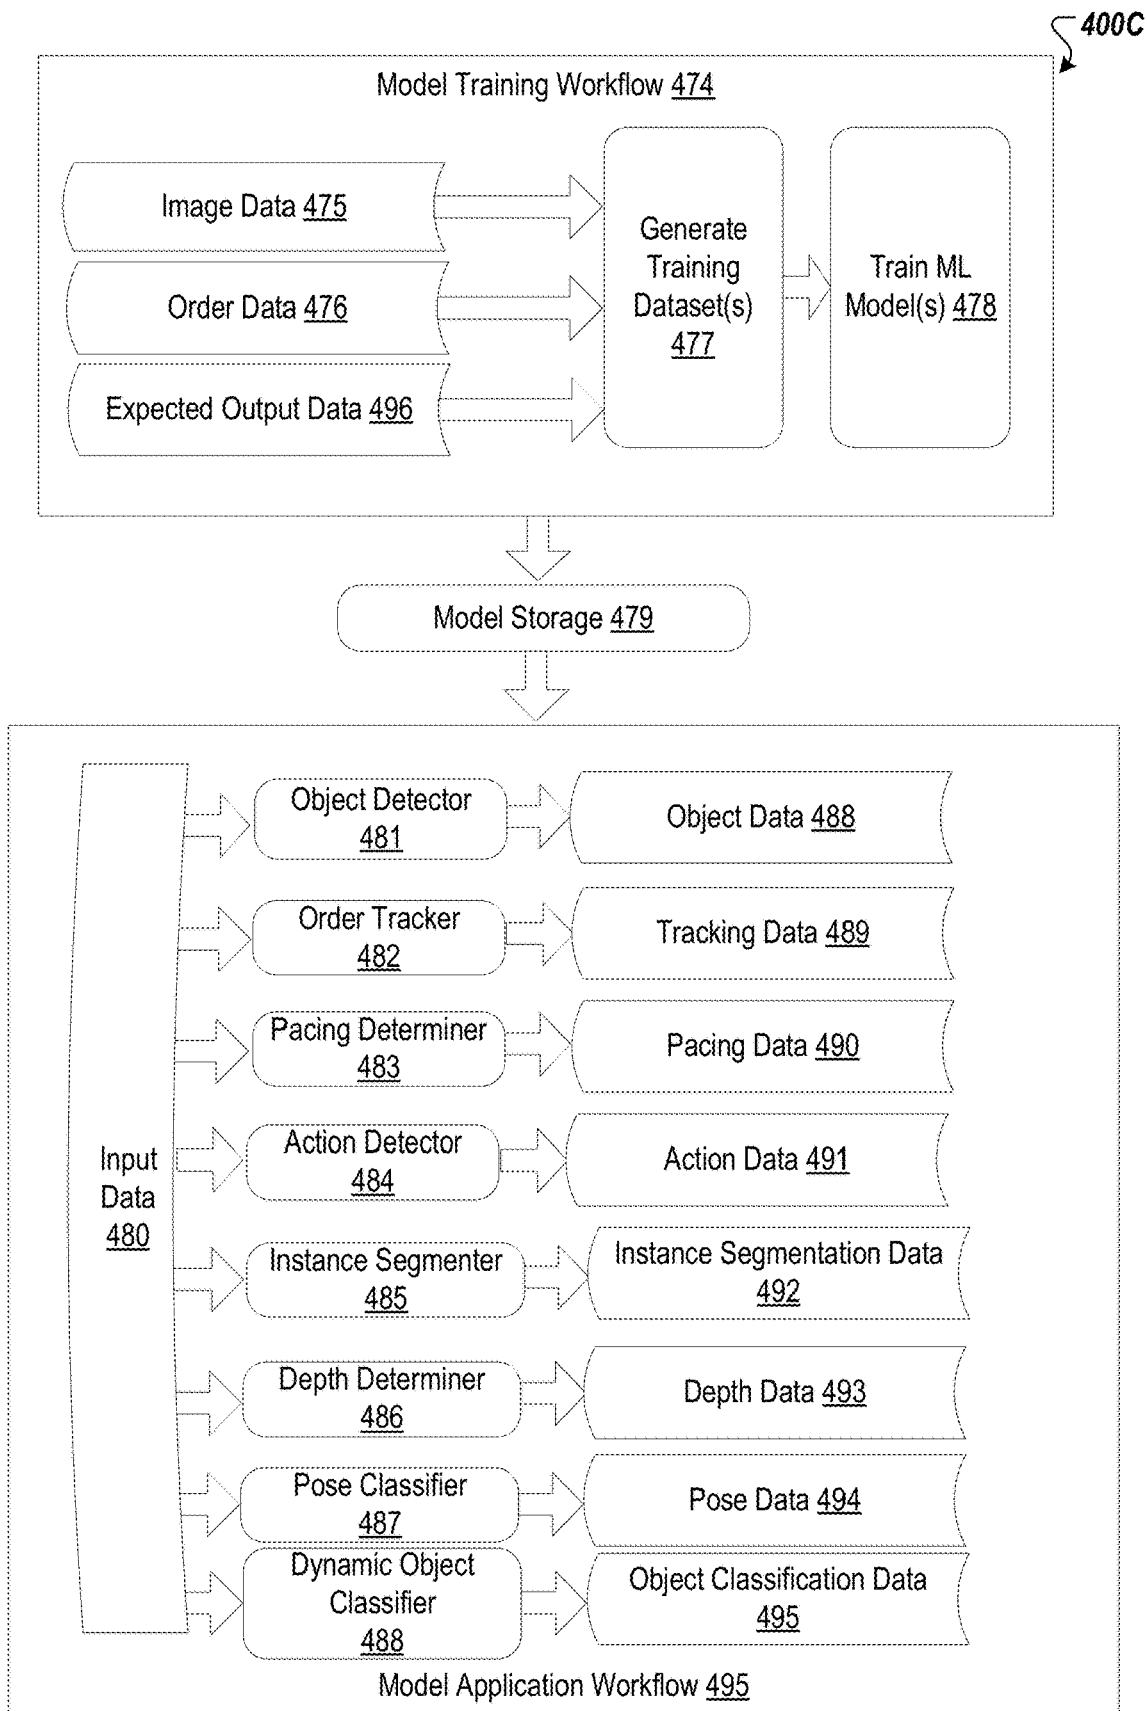 400C
Model Training Workflow 474
Image Data 475
Order Data 476
Expected Output Data 496
Generate
Training
Dataset(s)
477
Train ML
Model(s) 478
Model Storage 479
Input
Data
480
Object Detector
481
Object Data 488
Order Tracker
482
Tracking Data 489
Pacing Determiner
483
Pacing Data 490
Action Detector
484
Action Data 491
Instance Segmenter
485
Instance Segmentation Data
492
Depth Determiner
486
Depth Data 493
Pose Classifier
487
Pose Data 494
Dynamic Object
Classifier
488
Object Classification Data
495
Model Application Workflow 495